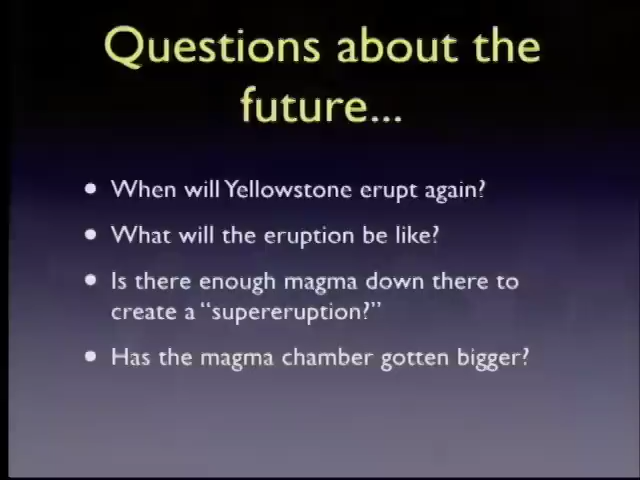 Questions about the
future...
• When will Yellowstone erupt again?
• What will the eruption be like?
• Is there enough magma down there to
create a “supereruption?”
• Has the magma chamber gotten bigger?